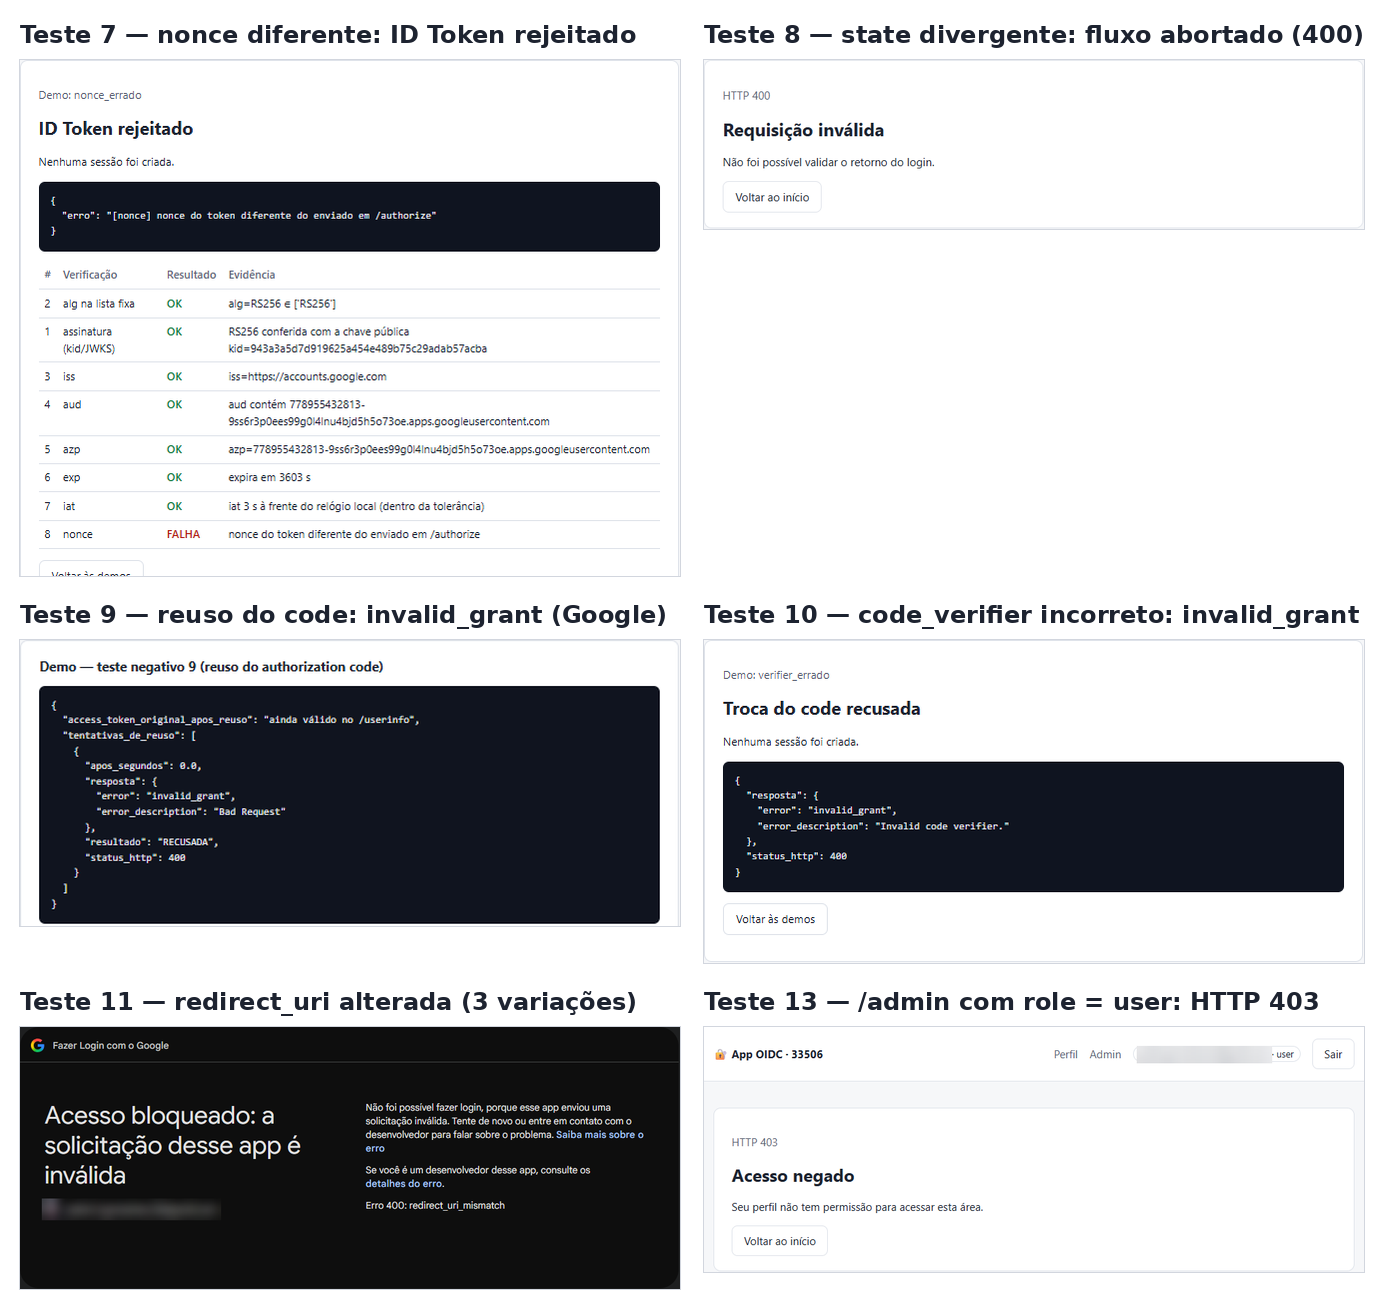 Teste 7 — nonce diferente: ID Token rejeitado
Demo: nonce_errado
ID Token rejeitado
Nenhuma sessão foi criada.
{
"erro": "[nonce] nonce do token diferente do enviado em /authorize"
}
# Verificação Resultado Evidência
2 alg na lista fixa OK alg=RS256 ∈ ['RS256']
1 assinatura OK RS256 conferida com a chave pública
(kid/JWKS) kid=943a3a5d7d919625a454e489b75c29adab57acba
3 iss OK iss=https://accounts.google.com
4 aud OK aud contém 778955432813-
9ss6r3p0ees99g0l4lnu4bjd5h5o73oe.apps.googleusercontent.com
5 azp OK azp=778955432813-9ss6r3p0ees99g0l4lnu4bjd5h5o73oe.apps.googleusercontent.com
6 exp OK expira em 3603 s
7 iat OK iat 3 s à frente do relógio local (dentro da tolerância)
8 nonce FALHA nonce do token diferente do enviado em /authorize
Voltar às demos
Teste 8 — state divergente: fluxo abortado (400)
HTTP 400
Requisição inválida
Não foi possível validar o retorno do login.
Voltar ao início
Teste 9 — reuso do code: invalid_grant (Google)
Demo — teste negativo 9 (reuso do authorization code)
{
"access_token_original_apos_reuso": "ainda válido no /userinfo",
"tentativas_de_reuso": [
{
"apos_segundos": 0.0,
"resposta": {
"error": "invalid_grant",
"error_description": "Bad Request"
},
"resultado": "RECUSADA",
"status_http": 400
}
]
}
Teste 10 — code_verifier incorreto: invalid_grant
Demo: verifier_errado
Troca do code recusada
Nenhuma sessão foi criada.
{
"resposta": {
"error": "invalid_grant",
"error_description": "Invalid code verifier."
},
"status_http": 400
}
Voltar às demos
Teste 11 — redirect_uri alterada (3 variações)
Fazer Login com o Google
Acesso bloqueado: a
solicitação desse app é
inválida
Não foi possível fazer login, porque esse app enviou uma
solicitação inválida. Tente de novo ou entre em contato com o
desenvolvedor para falar sobre o problema. Saiba mais sobre o
erro
Se você é um desenvolvedor desse app, consulte os
detalhes do erro.
Erro 400: redirect_uri_mismatch
Teste 13 — /admin com role = user: HTTP 403
App OIDC · 33506 Perfil Admin · user Sair
HTTP 403
Acesso negado
Seu perfil não tem permissão para acessar esta área.
Voltar ao início